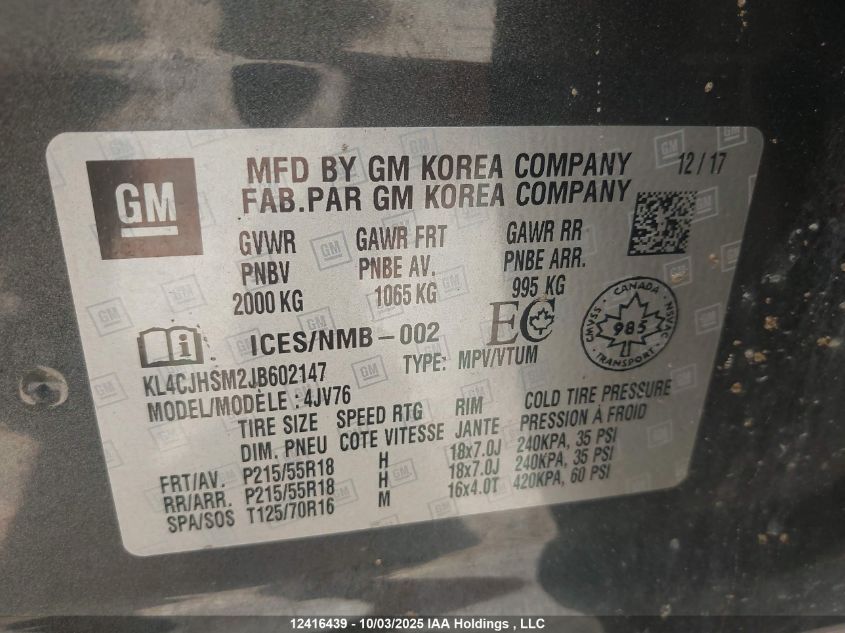 GM
MFD BY GM KOREA COMPANY 12/17
FAB.PAR GM KOREA COMPANY
GVWR GAWR FRT GAWR RR
PNBV PNBE AV. PNBE ARR.
2000 KG 1065 KG 995 KG
i ICES/NMB-002 EC
CMVSS · CANADA · NSVAC
985
TRANSPORT
KL4CJHSM2JB602147 TYPE: MPV/VTUM
MODEL/MODÈLE : 4JV76
TIRE SIZE SPEED RTG RIM COLD TIRE PRESSURE
DIM. PNEU COTE VITESSE JANTE PRESSION À FROID
FRT/AV. P215/55R18 H 18x7.0J 240KPA, 35 PSI
RR/ARR. P215/55R18 H 18x7.0J 240KPA, 35 PSI
SPA/SOS T125/70R16 M 16x4.0T 420KPA, 60 PSI
12416439 - 10/03/2025 IAA Holdings , LLC